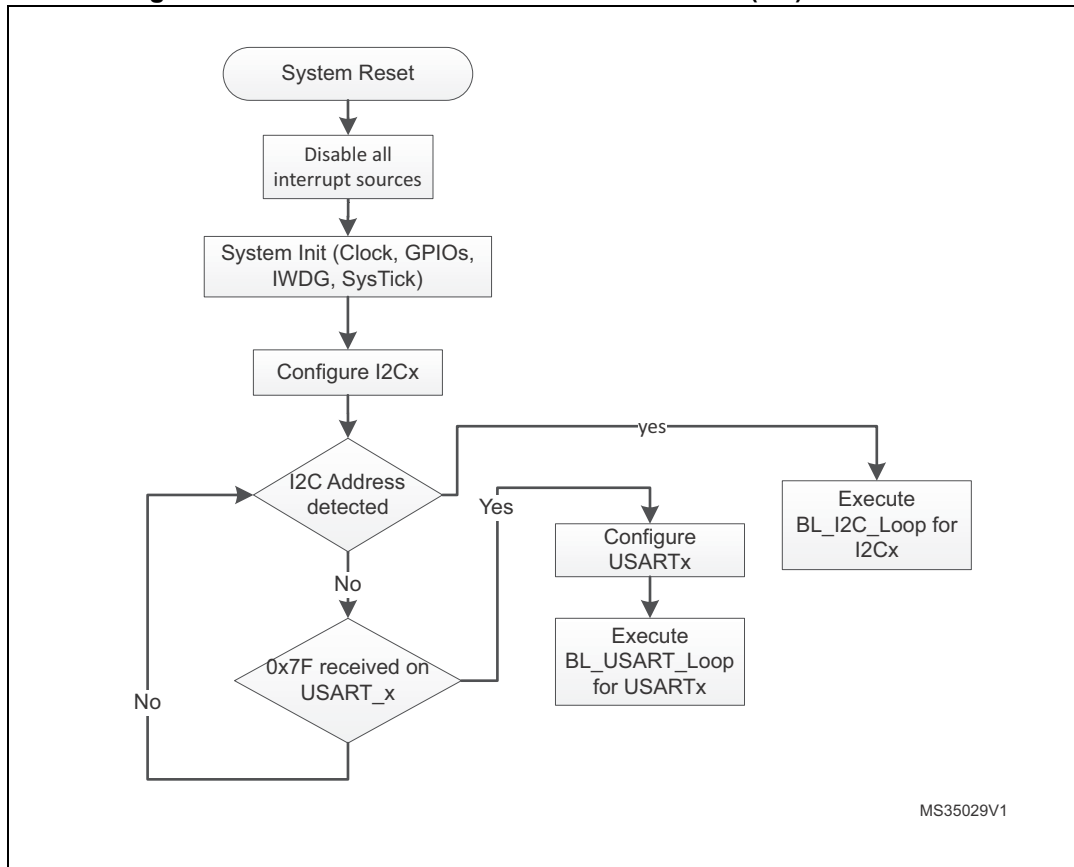 System Reset
Disable all
interrupt sources
System Init (Clock, GPIOs,
IWDG, SysTick)
Configure I2Cx
yes
I2C Address
detected
Yes
Execute
BL_I2C_Loop for
I2Cx
Configure
USARTx
No
Execute
BL_USART_Loop
for USARTx
0x7F received on
USART_x
No
MS35029V1